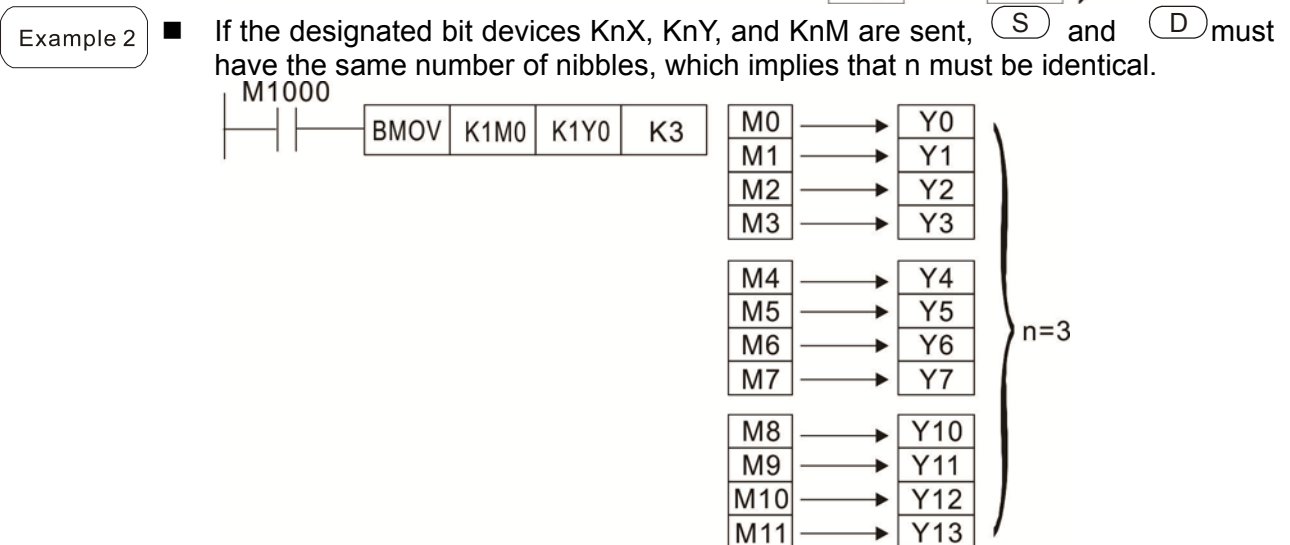 Example 2 ■ If the designated bit devices KnX, KnY, and KnM are sent, S and D must
have the same number of nibbles, which implies that n must be identical.
M1000
BMOV K1M0 K1Y0 K3
M0 Y0
M1 Y1
M2 Y2
M3 Y3
M4 Y4
M5 Y5
n=3
M6 Y6
M7 Y7
M8 Y10
M9 Y11
M10 Y12
M11 Y13